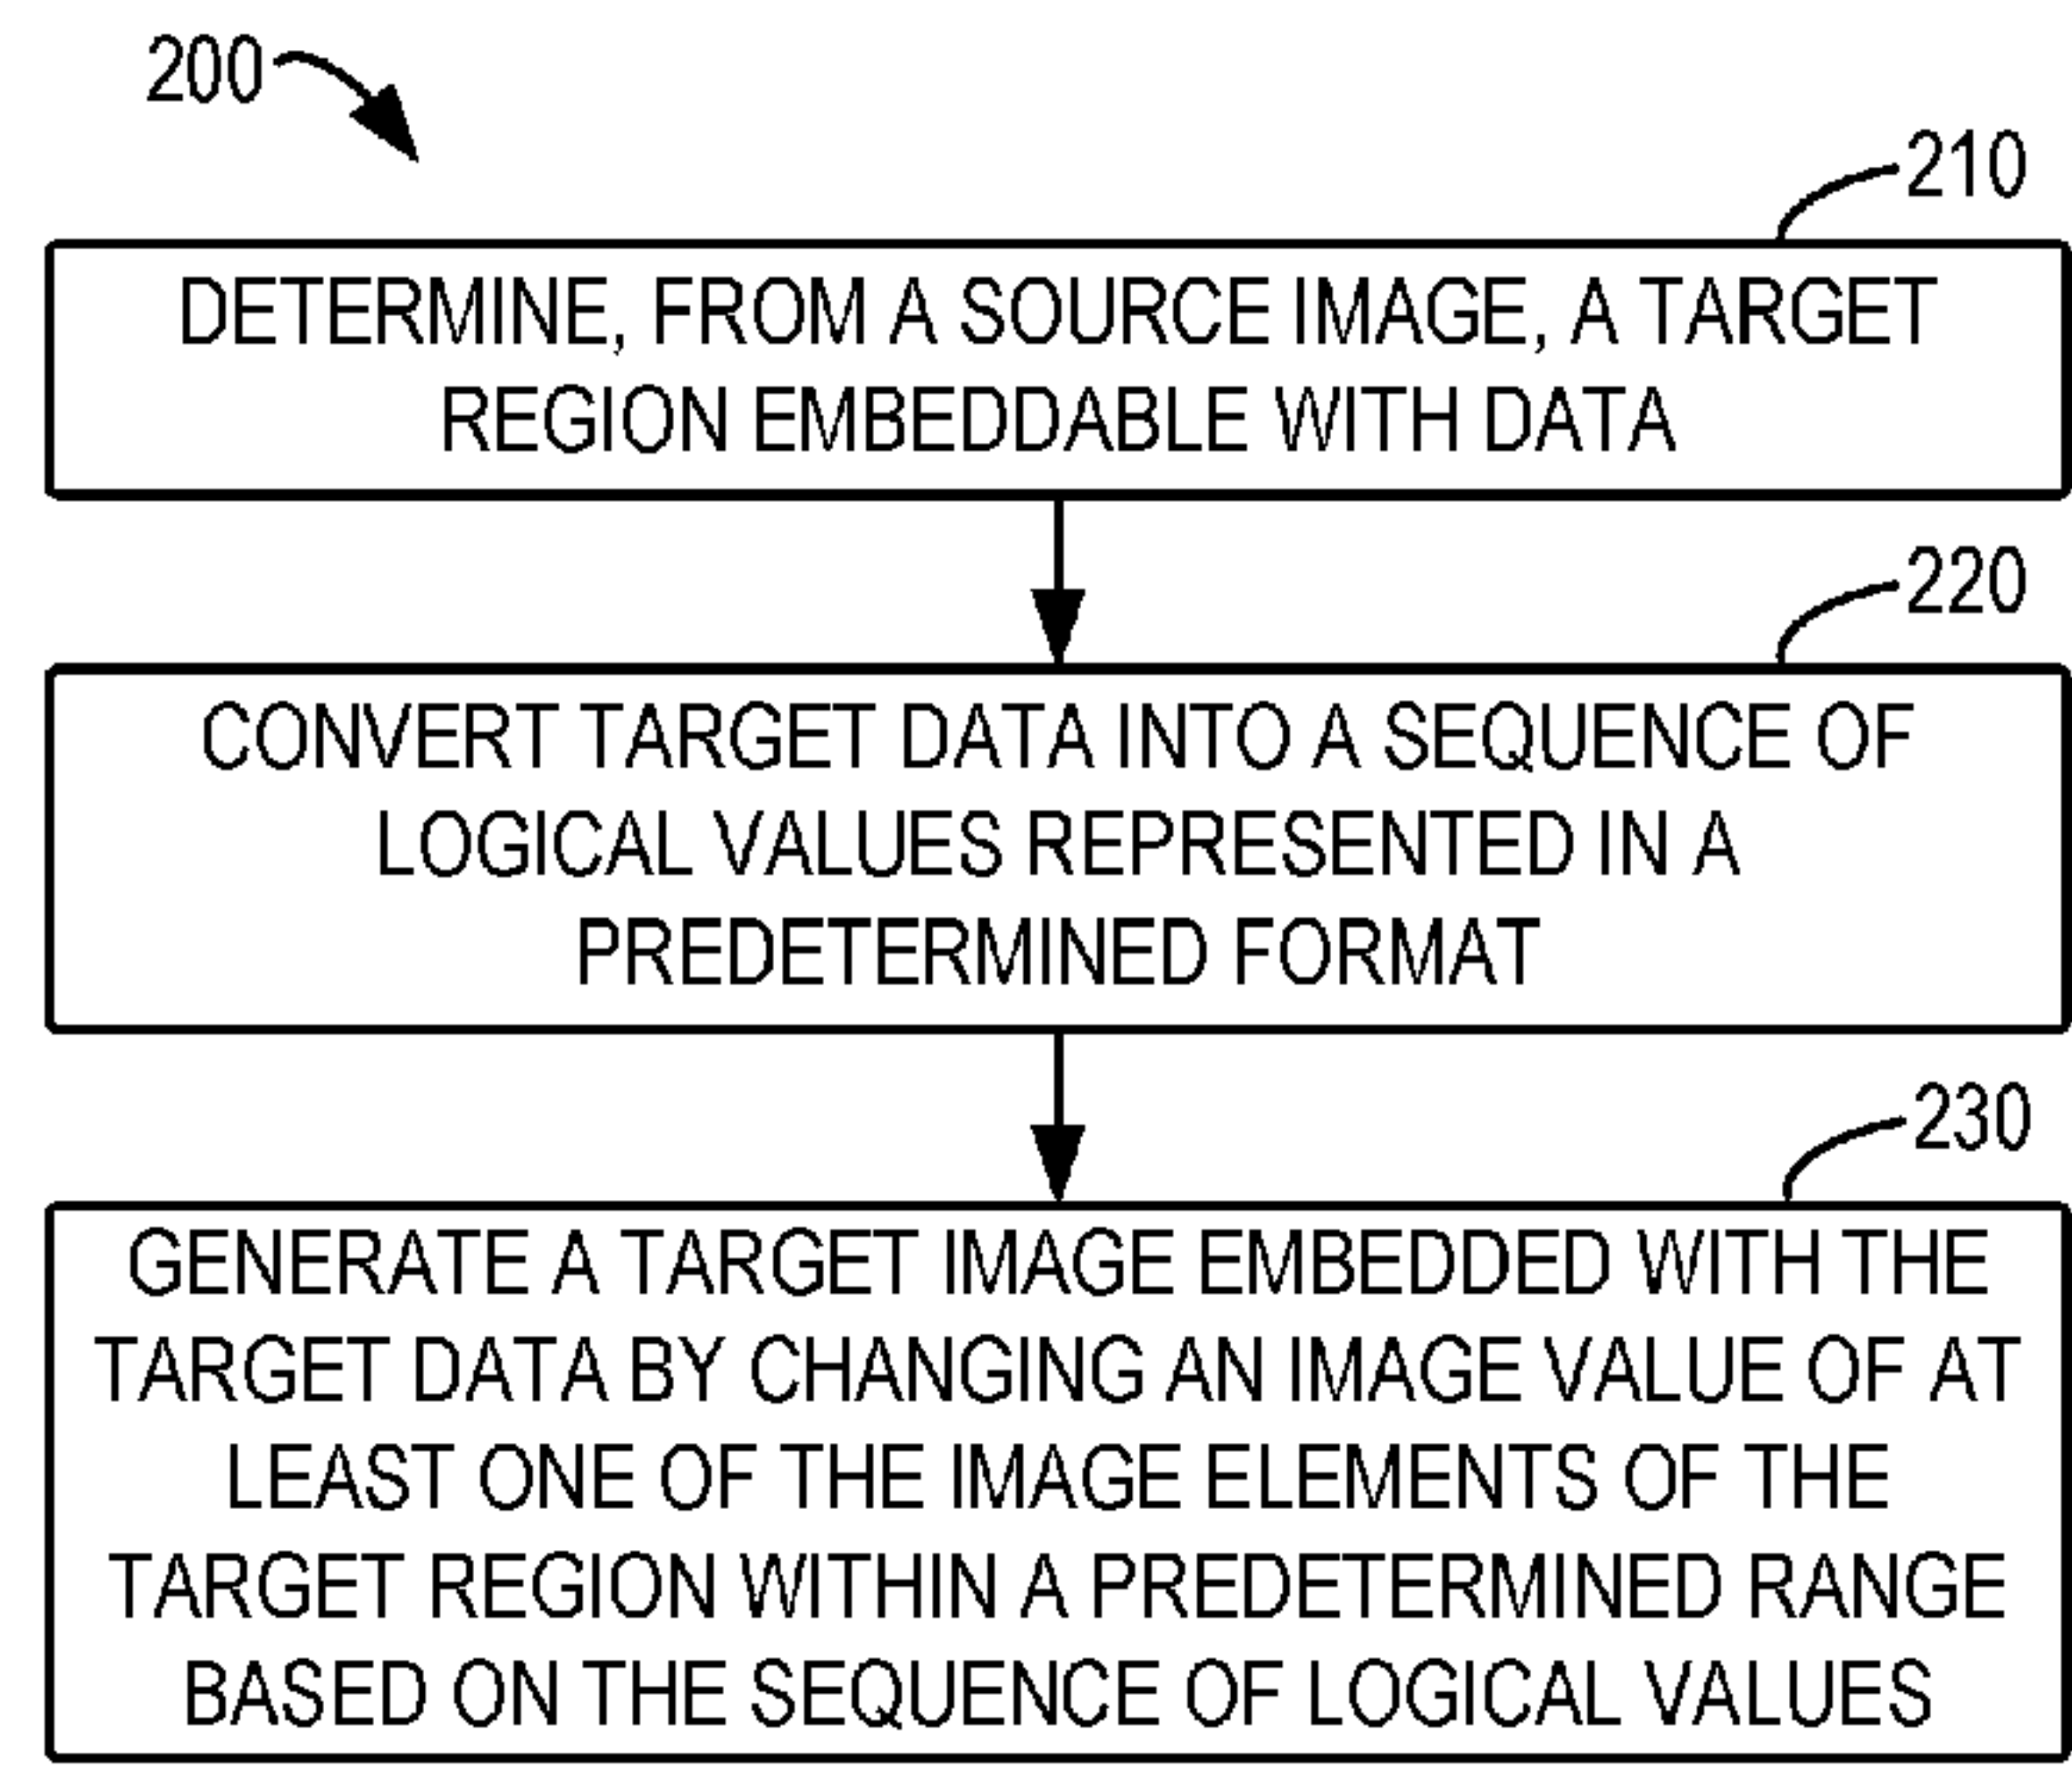 200
210
DETERMINE, FROM A SOURCE IMAGE, A TARGET
REGION EMBEDDABLE WITH DATA
220
CONVERT TARGET DATA INTO A SEQUENCE OF
LOGICAL VALUES REPRESENTED IN A
PREDETERMINED FORMAT
230
GENERATE A TARGET IMAGE EMBEDDED WITH THE
TARGET DATA BY CHANGING AN IMAGE VALUE OF AT
LEAST ONE OF THE IMAGE ELEMENTS OF THE
TARGET REGION WITHIN A PREDETERMINED RANGE
BASED ON THE SEQUENCE OF LOGICAL VALUES